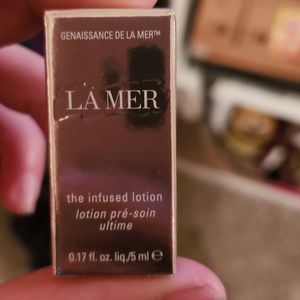 GENAISSANCE DE LA MER™
LA MER
the infused lotion
lotion pré-soin
ultime
0.17 fl. oz. liq./5 ml ℮